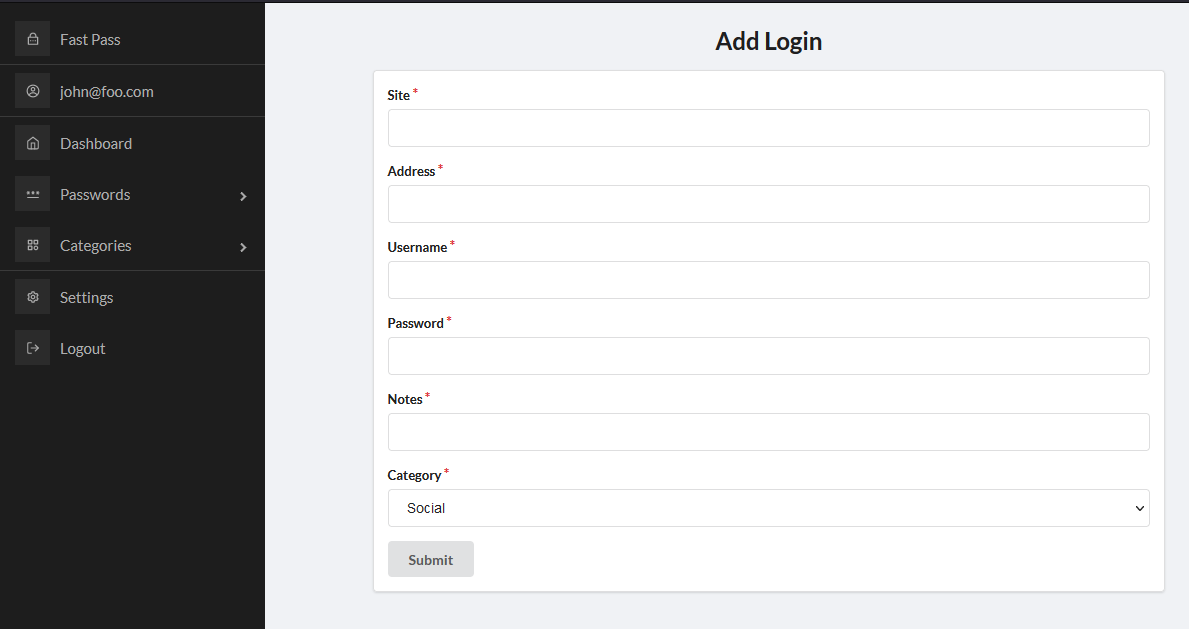 Fast Pass
john@foo.com
Dashboard
Passwords
Categories
Settings
Logout
Add Login
Site *
Address *
Username *
Password *
Notes *
Category *
Social
Submit